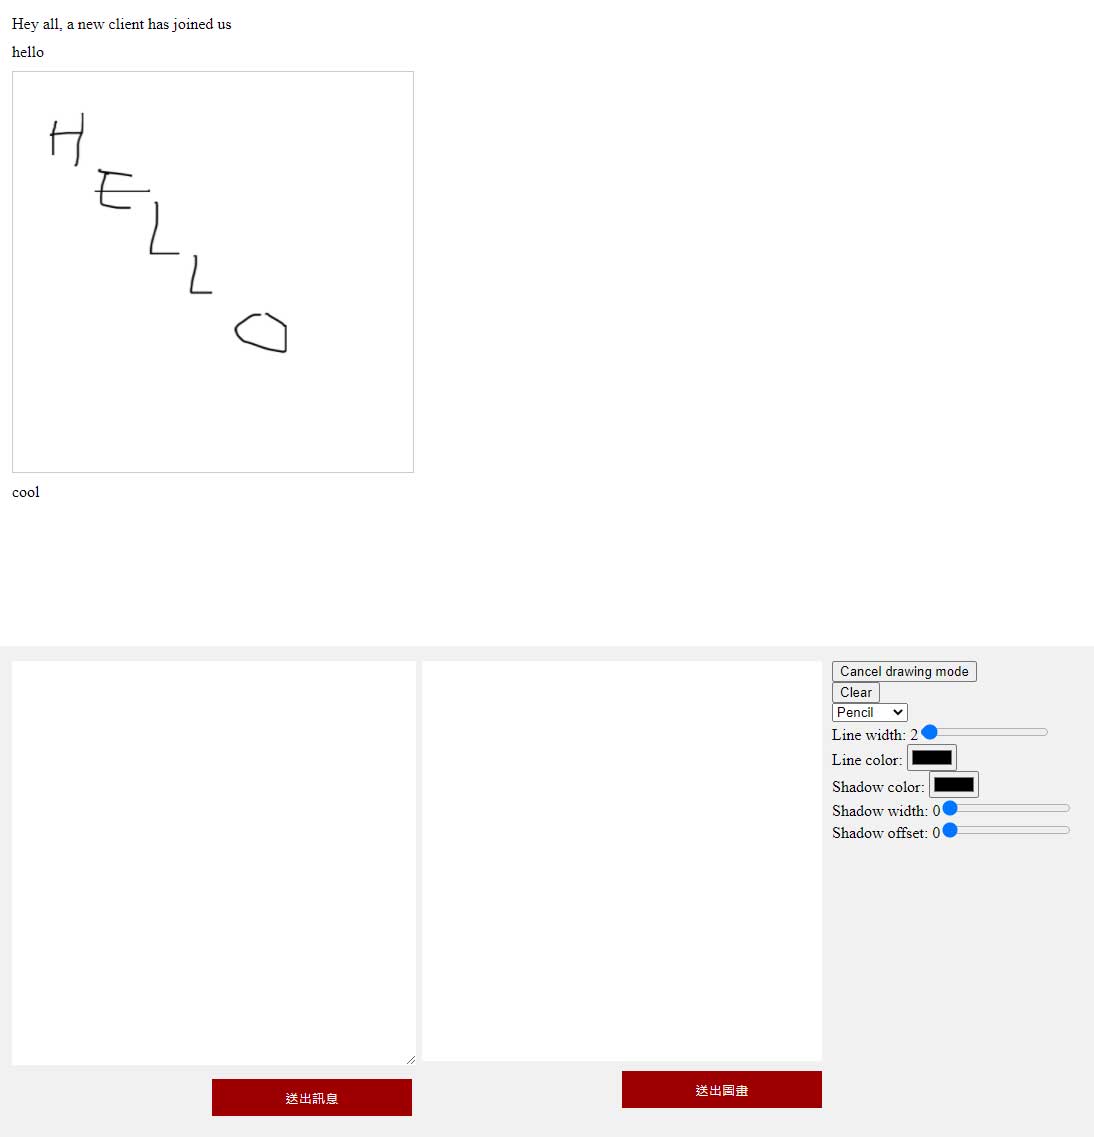 Hey all, a new client has joined us
hello
H
E
L
L
O
cool
Cancel drawing mode
Clear
Pencil
Line width: 2
Line color:
Shadow color:
Shadow width: 0
Shadow offset: 0
送出訊息
送出圖畫